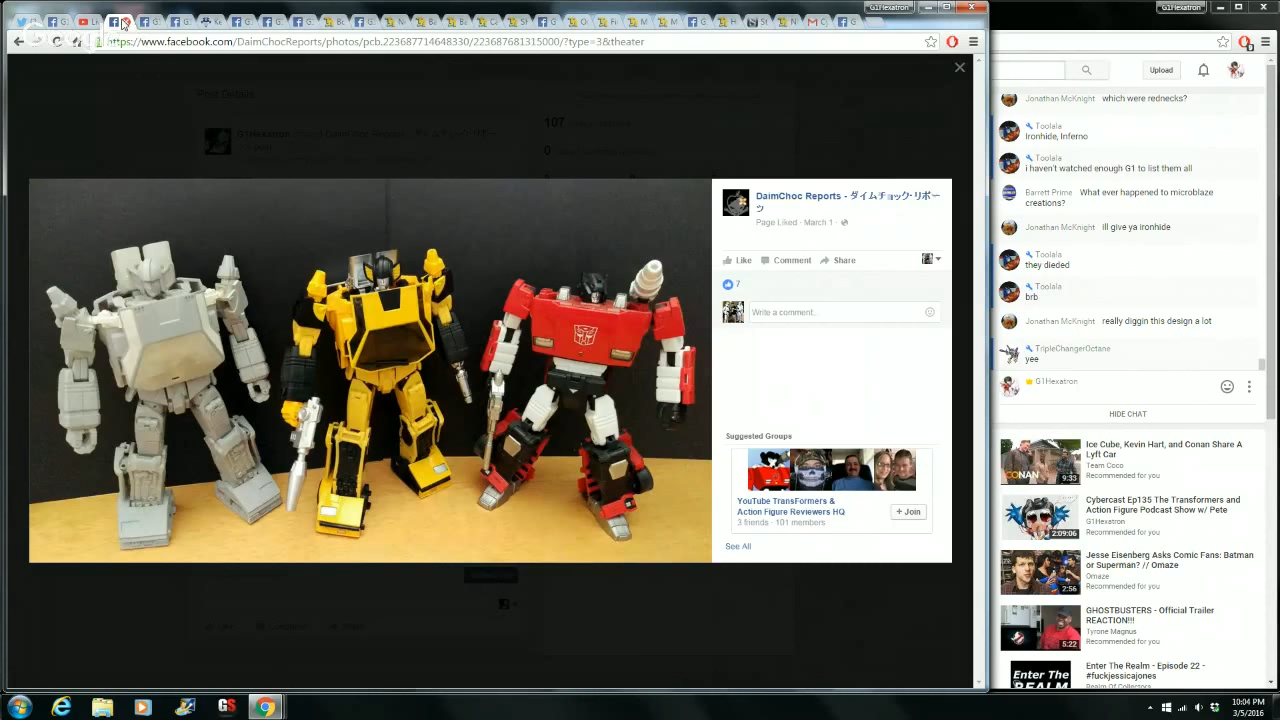 G1Hexatron
G1Hexatron
https://www.facebook.com/DaimChocReports/photos/pcb.223687714648330/223687681315000/?type=3&theater
Upload
Post Details
107
0
G1Hexatron
DaimChoc Reports - ダイムチョック・リポー
ツ
Page Liked · March 1 ·
Like Comment Share
7
Write a comment...
Suggested Groups
YouTube TransFormers &
Action Figure Reviewers HQ
3 friends · 101 members
+ Join
See All
Jonathan McKnight which were rednecks?
Toolala
Ironhide, Inferno
Toolala
i haven't watched enough G1 to list them all
Barrett Prime What ever happened to microblaze
creations?
Jonathan McKnight ill give ya ironhide
Toolala
they dieded
Toolala
brb
Jonathan McKnight really diggin this design a lot
TripleChangerOctane
yee
G1Hexatron
HIDE CHAT
CONAN
9:33
Ice Cube, Kevin Hart, and Conan Share A
Lyft Car
Team Coco
Recommended for you
2:09:06
Cybercast Ep135 The Transformers and
Action Figure Podcast Show w/ Pete
G1Hexatron
Recommended for you
2:56
Jesse Eisenberg Asks Comic Fans: Batman
or Superman? // Omaze
Omaze
Recommended for you
5:22
GHOSTBUSTERS - Official Trailer
REACTION!!!
Tyrone Magnus
Recommended for you
Enter The
REALM
Enter The Realm - Episode 22 -
#fuckjessicajones
Realm Of Collectors
GS
10:04 PM
3/5/2016